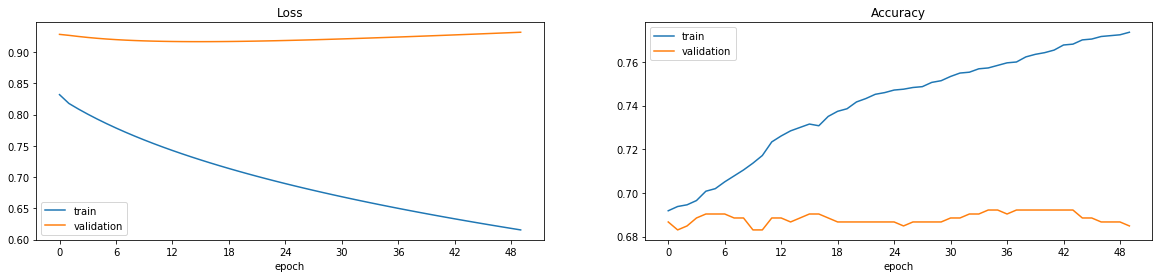 Loss
0.90
0.85
0.80
0.75
0.70
0.65
0.60
train
validation
0 6 12 18 24 30 36 42 48
epoch
Accuracy
train
validation
0.76
0.74
0.72
0.70
0.68
0 6 12 18 24 30 36 42 48
epoch